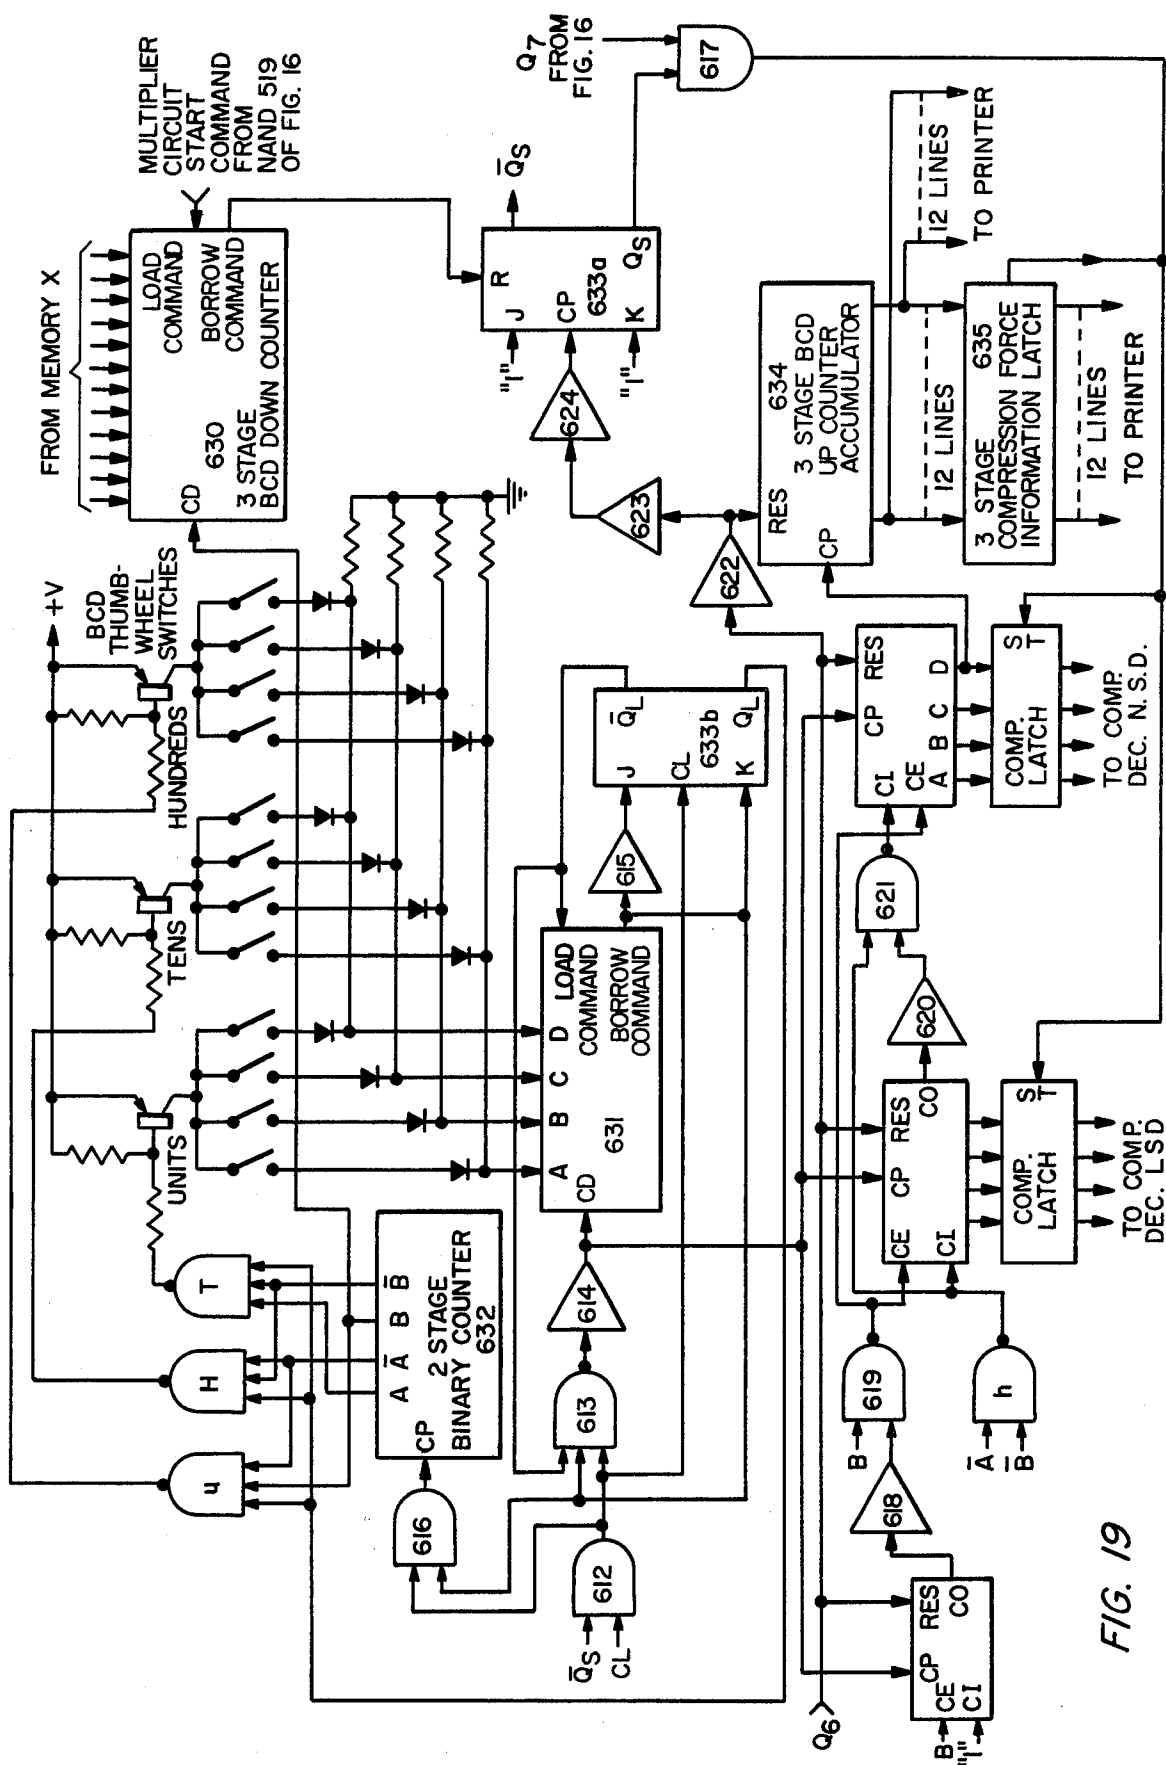 FROM MEMORY X
MULTIPLIER
CIRCUIT
START
COMMAND
FROM
NAND 519
OF FIG. 16
LOAD
COMMAND
BORROW
COMMAND
CD
630
3 STAGE
BCD DOWN COUNTER
+V
BCD
THUMB-
WHEEL
SWITCHES
HUNDREDS
TENS
UNITS
u
H
T
A
Ā
B
B̄
CP
2 STAGE
BINARY COUNTER
632
616
612
Q̄S
CL
613
614
A
B
C
D
CD
631
LOAD
COMMAND
BORROW
COMMAND
615
J
Q̄L
CL
633b
K
QL
Q̄S
R
J
CP
633a
K
QS
"1"
"1"
624
623
622
Q7
FROM
FIG. 16
617
RES
634
3 STAGE BCD
UP COUNTER
ACCUMULATOR
CP
12 LINES
12 LINES
TO PRINTER
3 STAGE 635
COMPRESSION FORCE
INFORMATION LATCH
12 LINES
TO PRINTER
Q6
CP
RES
CE
CO
CI
B
"1"
618
B
619
Ā
B̄
h
CE
CP
RES
CI
CO
COMP.
LATCH
ST
TO COMP.
DEC. LSD
620
621
CI
CP
RES
CE
A
B
C
D
COMP.
LATCH
ST
TO COMP.
DEC. N.S.D.
FIG. 19